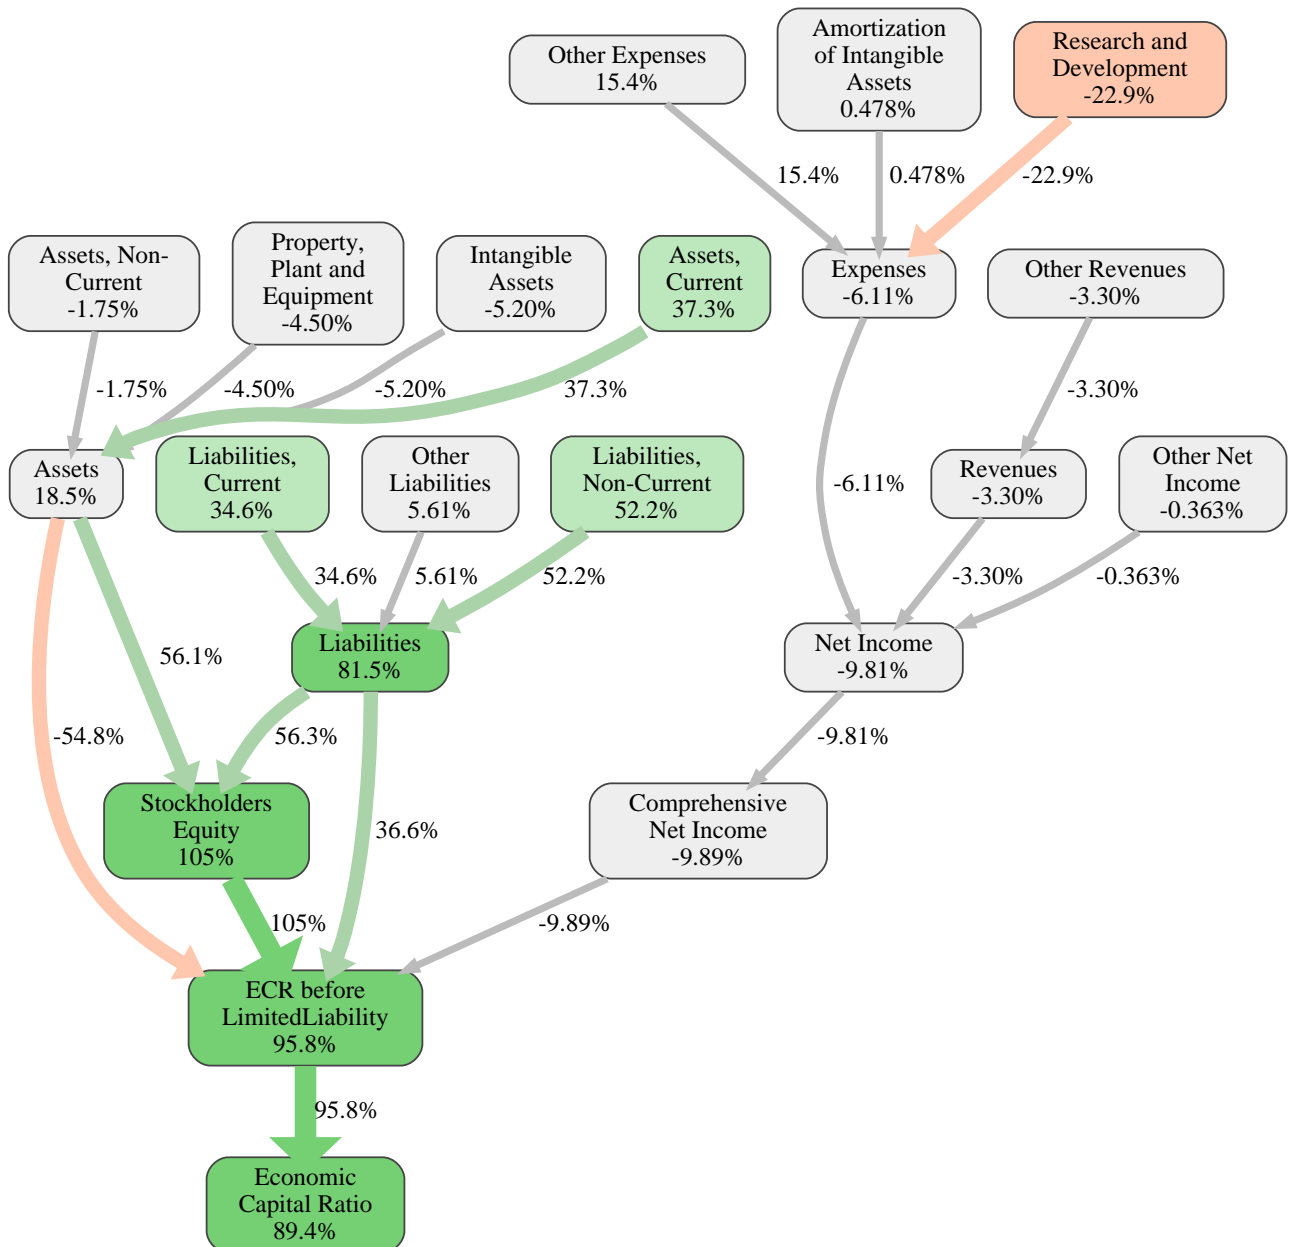 Other Expenses
15.4%
Amortization
of Intangible
Assets
0.478%
Research and
Development
-22.9%
15.4%
0.478%
-22.9%
Assets, Non-
Current
-1.75%
Property,
Plant and
Equipment
-4.50%
Intangible
Assets
-5.20%
Assets,
Current
37.3%
Expenses
-6.11%
Other Revenues
-3.30%
-1.75%
-4.50%
-5.20%
37.3%
-3.30%
Assets
18.5%
Liabilities,
Current
34.6%
Other
Liabilities
5.61%
Liabilities,
Non-Current
52.2%
-6.11%
Revenues
-3.30%
Other Net
Income
-0.363%
34.6%
5.61%
52.2%
-3.30%
-0.363%
56.1%
Liabilities
81.5%
Net Income
-9.81%
-54.8%
56.3%
-9.81%
Stockholders
Equity
105%
36.6%
Comprehensive
Net Income
-9.89%
105%
-9.89%
ECR before
LimitedLiability
95.8%
95.8%
Economic
Capital Ratio
89.4%